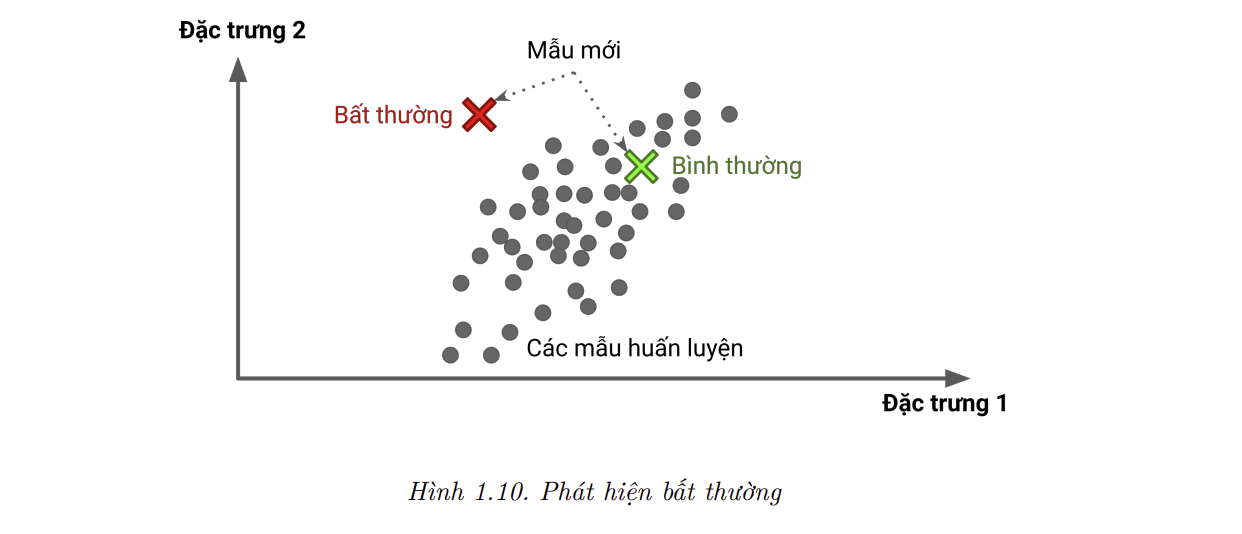 Đặc trưng 2
Mẫu mới
Bất thường
Bình thường
Các mẫu huấn luyện
Đặc trưng 1
Hình 1.10. Phát hiện bất thường